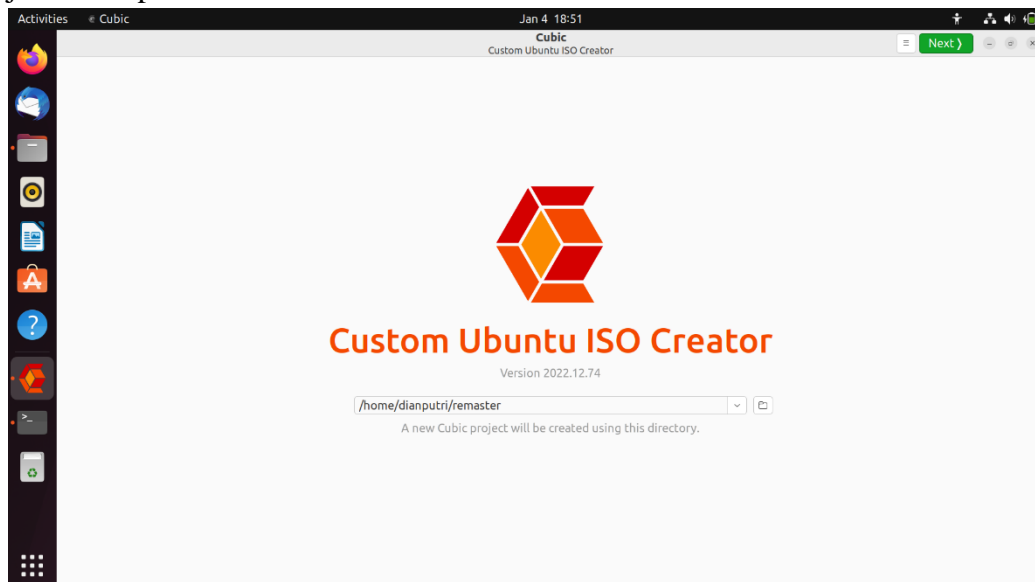 Activities Cubic Jan 4 18:51
Cubic
Custom Ubuntu ISO Creator
Next
Custom Ubuntu ISO Creator
Version 2022.12.74
/home/dianputri/remaster
A new Cubic project will be created using this directory.